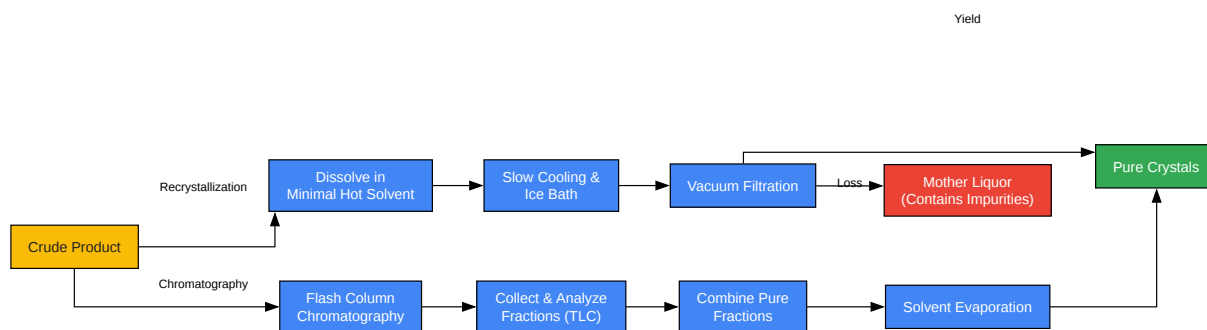 Yield
Recrystallization
Dissolve in
Minimal Hot Solvent
Slow Cooling &
Ice Bath
Vacuum Filtration
Loss
Mother Liquor
(Contains Impurities)
Pure Crystals
Crude Product
Chromatography
Flash Column
Chromatography
Collect & Analyze
Fractions (TLC)
Combine Pure
Fractions
Solvent Evaporation